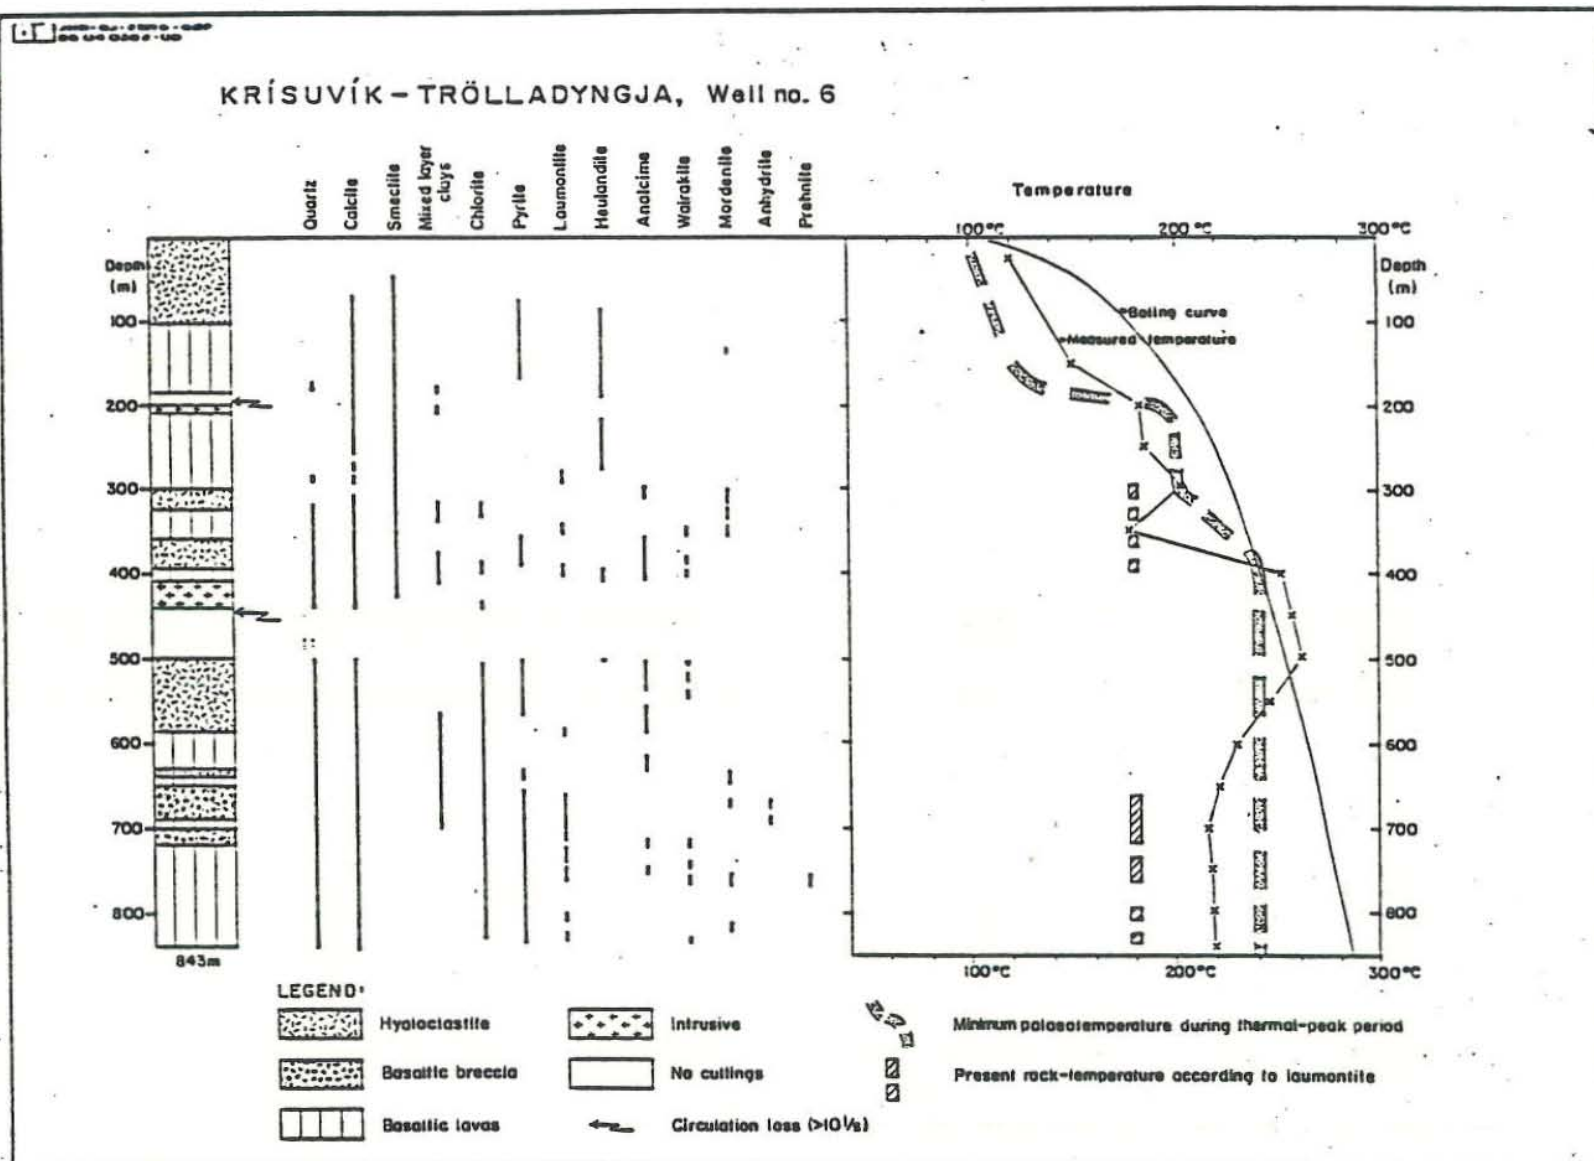 KRÍSUVÍK – TRÖLLADYNGJA, Well no. 6
Quartz
Calcite
Smectite
Mixed layer
clays
Chlorite
Pyrite
Laumontite
Heulandite
Analcime
Wairakite
Mordenite
Anhydrite
Prehnite
Temperature
100°C 200°C 300°C
Depth
(m)
100
200
300
400
500
600
700
800
843m
Boiling curve
Measured temperature
Depth
(m)
100
200
300
400
500
600
700
800
100°C 200°C 300°C
LEGEND:
Hyaloclastite
Basaltic breccia
Basaltic lavas
Intrusive
No cuttings
Circulation loss (>10 l/s)
Minimum palaeotemperature during thermal-peak period
Present rock-temperature according to laumontite